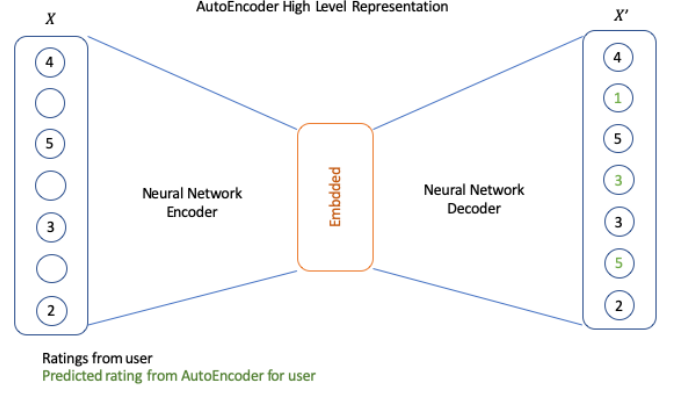 AutoEncoder High Level Representation
X
X′
4
5
3
2
Neural Network
Encoder
Embdded
Neural Network
Decoder
4
1
5
3
3
5
2
Ratings from user
Predicted rating from AutoEncoder for user